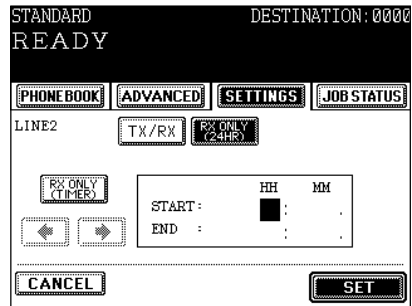 STANDARD DESTINATION:0000
READY
PHONE BOOK ADVANCED SETTINGS JOB STATUS
LINE2 TX/RX RX ONLY (24HR)
RX ONLY (TIMER)
HH MM
START: : .
END : : .
CANCEL SET